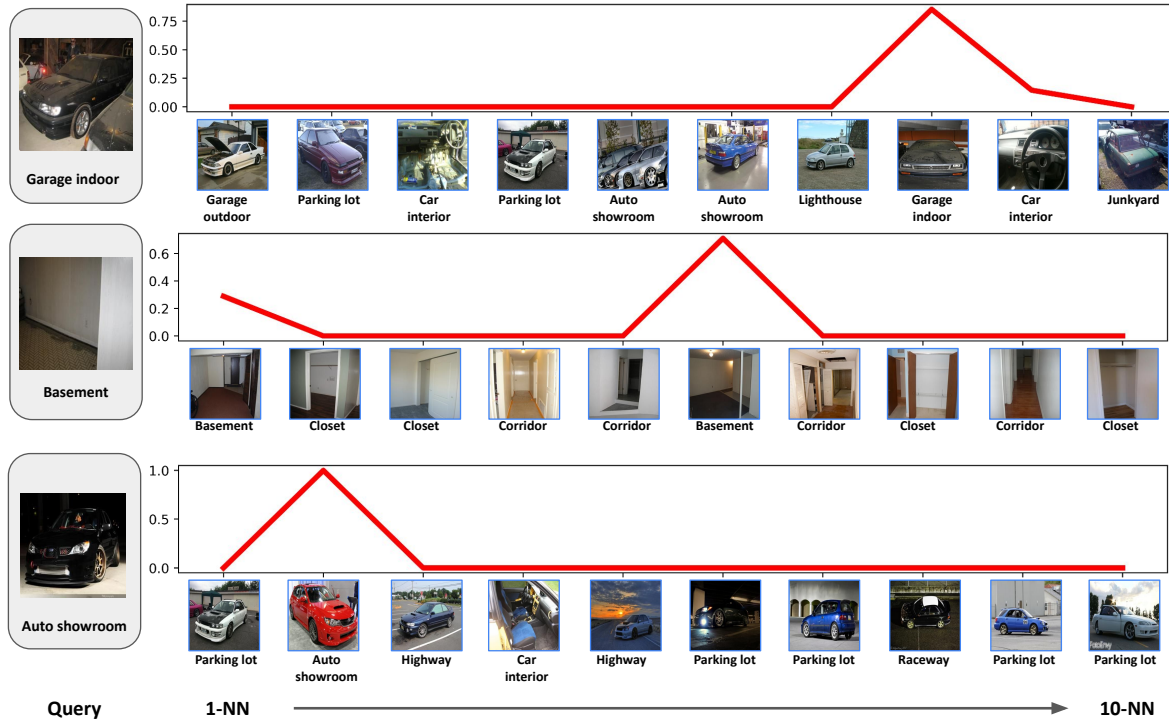 0.75
0.50
0.25
0.00
Garage indoor
Garage
outdoor
Parking lot
Car
interior
Parking lot
Auto
showroom
Auto
showroom
Lighthouse
Garage
indoor
Car
interior
Junkyard
0.6
0.4
0.2
0.0
Basement
Basement
Closet
Closet
Corridor
Corridor
Basement
Corridor
Closet
Corridor
Closet
1.0
0.5
0.0
Auto showroom
Parking lot
Auto
showroom
Highway
Car
interior
Highway
Parking lot
Parking lot
Raceway
Parking lot
Parking lot
Query
1-NN
10-NN